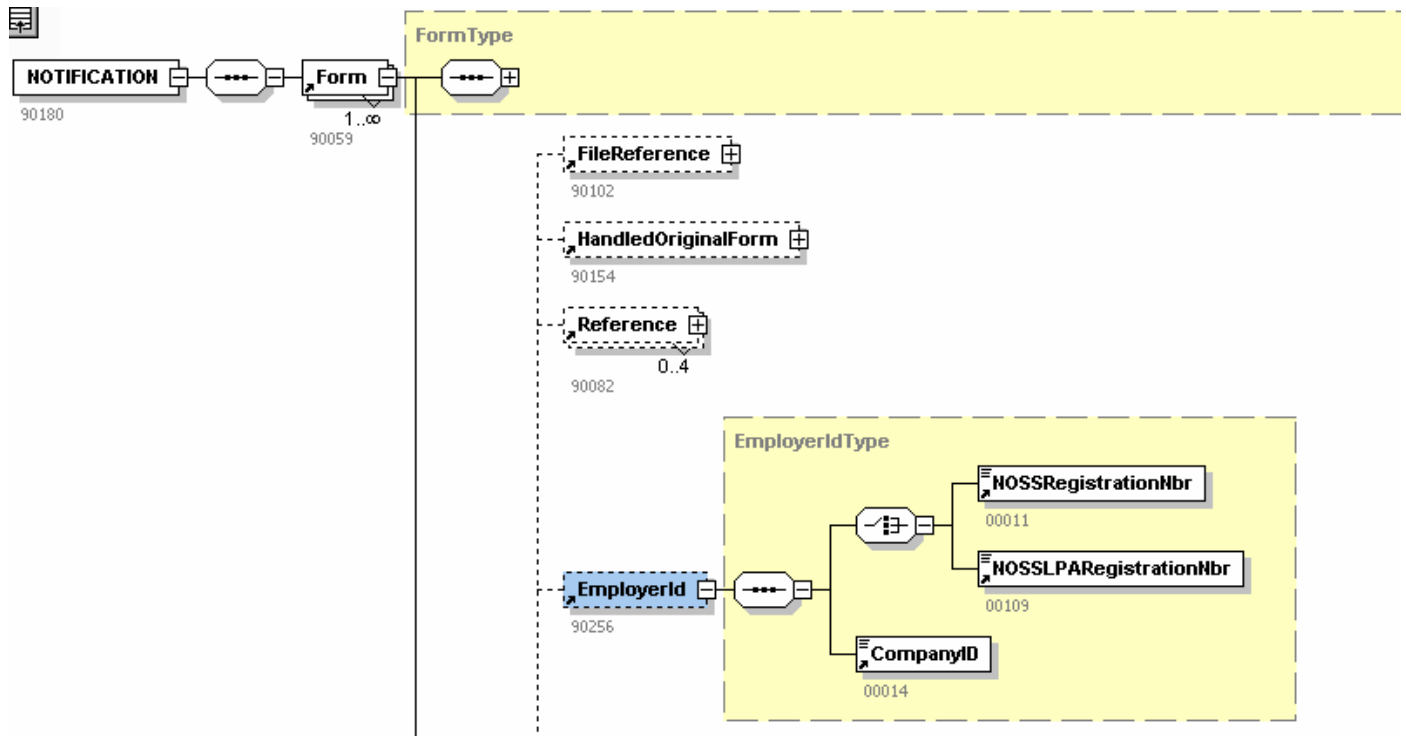 FormType
NOTIFICATION
Form
90180
1..∞
90059
FileReference
90102
HandledOriginalForm
90154
Reference
0..4
90082
EmployerIdType
NOSSRegistrationNbr
00011
NOSSLPARegistrationNbr
00109
EmployerId
90256
CompanyID
00014